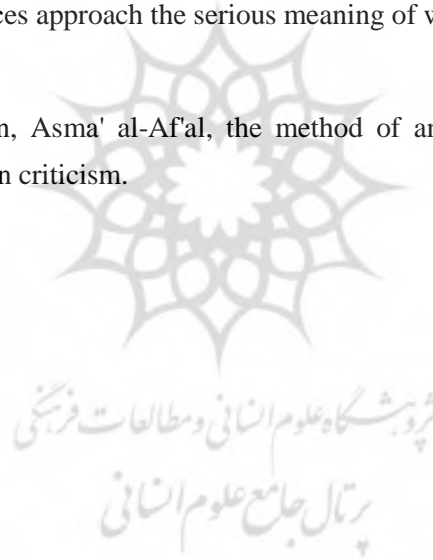 ces approach the serious meaning of w
n, Asma' al-Af'al, the method of an
n criticism.
پژوهشگاه علوم انسانی و مطالعات فرهنگی
پرتال جامع علوم انسانی